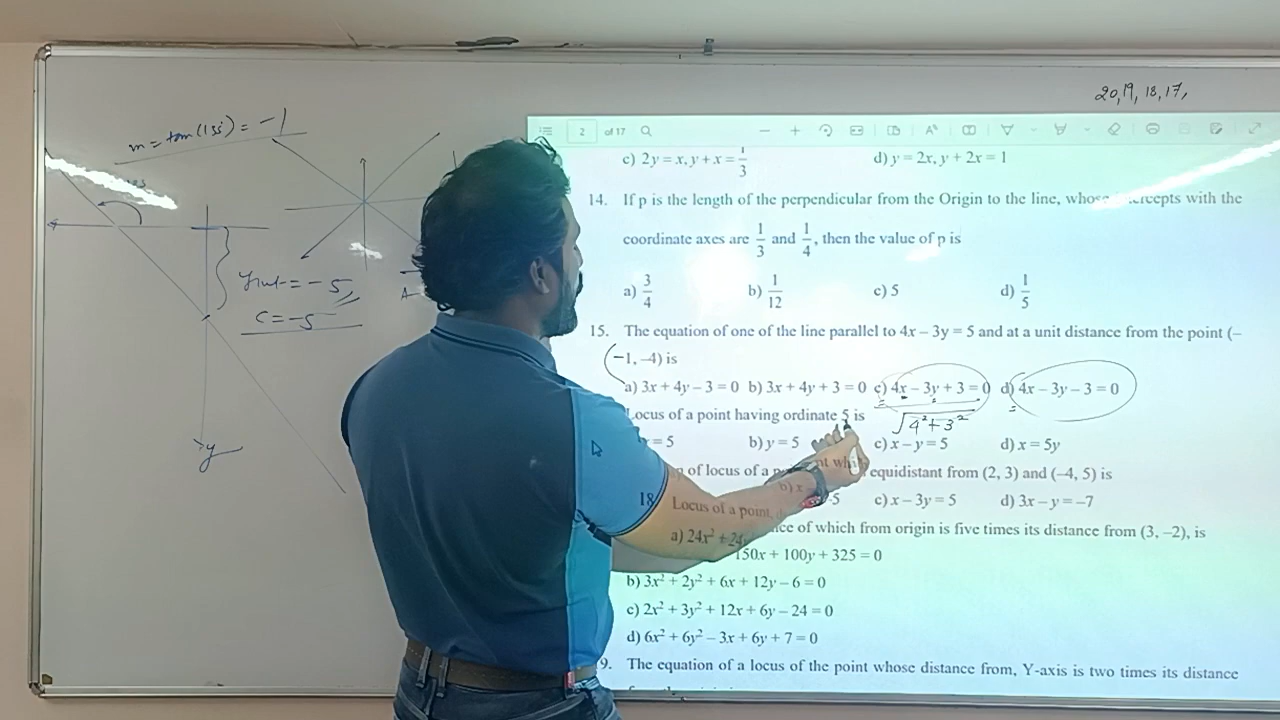 20, 19, 18, 17,
m = tan(135) = -1
Yint = - 5
C = -5
y
2 of 17
c) 2y = x, y + x = 1/3 d) y = 2x, y + 2x = 1
14. If p is the length of the perpendicular from the Origin to the line, whose intercepts with the
coordinate axes are 1/3 and 1/4, then the value of p is
a) 3/4 b) 1/12 c) 5 d) 1/5
15. The equation of one of the line parallel to 4x – 3y = 5 and at a unit distance from the point (–
–1, –4) is
a) 3x + 4y – 3 = 0 b) 3x + 4y + 3 = 0 c) 4x – 3y + 3 = 0 d) 4x – 3y – 3 = 0
√4²+3²
Locus of a point having ordinate 5 is
= 5 b) y = 5 c) x – y = 5 d) x = 5y
of locus of a equidistant from (2, 3) and (–4, 5) is
b) x 5 c) x – 3y = 5 d) 3x – y = –7
18 Locus of a point, of which from origin is five times its distance from (3, –2), is
a) 24x² + 24 150x + 100y + 325 = 0
b) 3x² + 2y² + 6x + 12y – 6 = 0
c) 2x² + 3y² + 12x + 6y – 24 = 0
d) 6x² + 6y² – 3x + 6y + 7 = 0
9. The equation of a locus of the point whose distance from, Y-axis is two times its distance